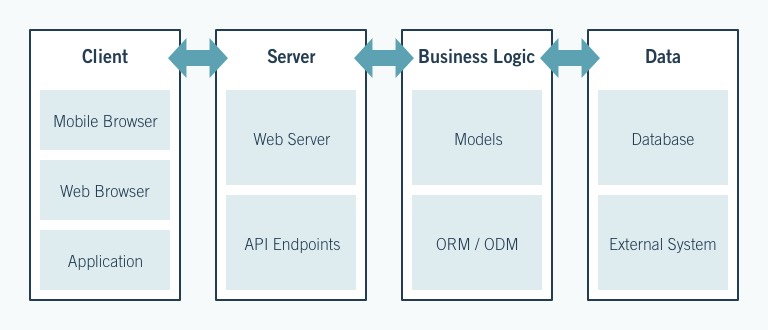 Client
Mobile Browser
Web Browser
Application
Server
Web Server
API Endpoints
Business Logic
Models
ORM / ODM
Data
Database
External System